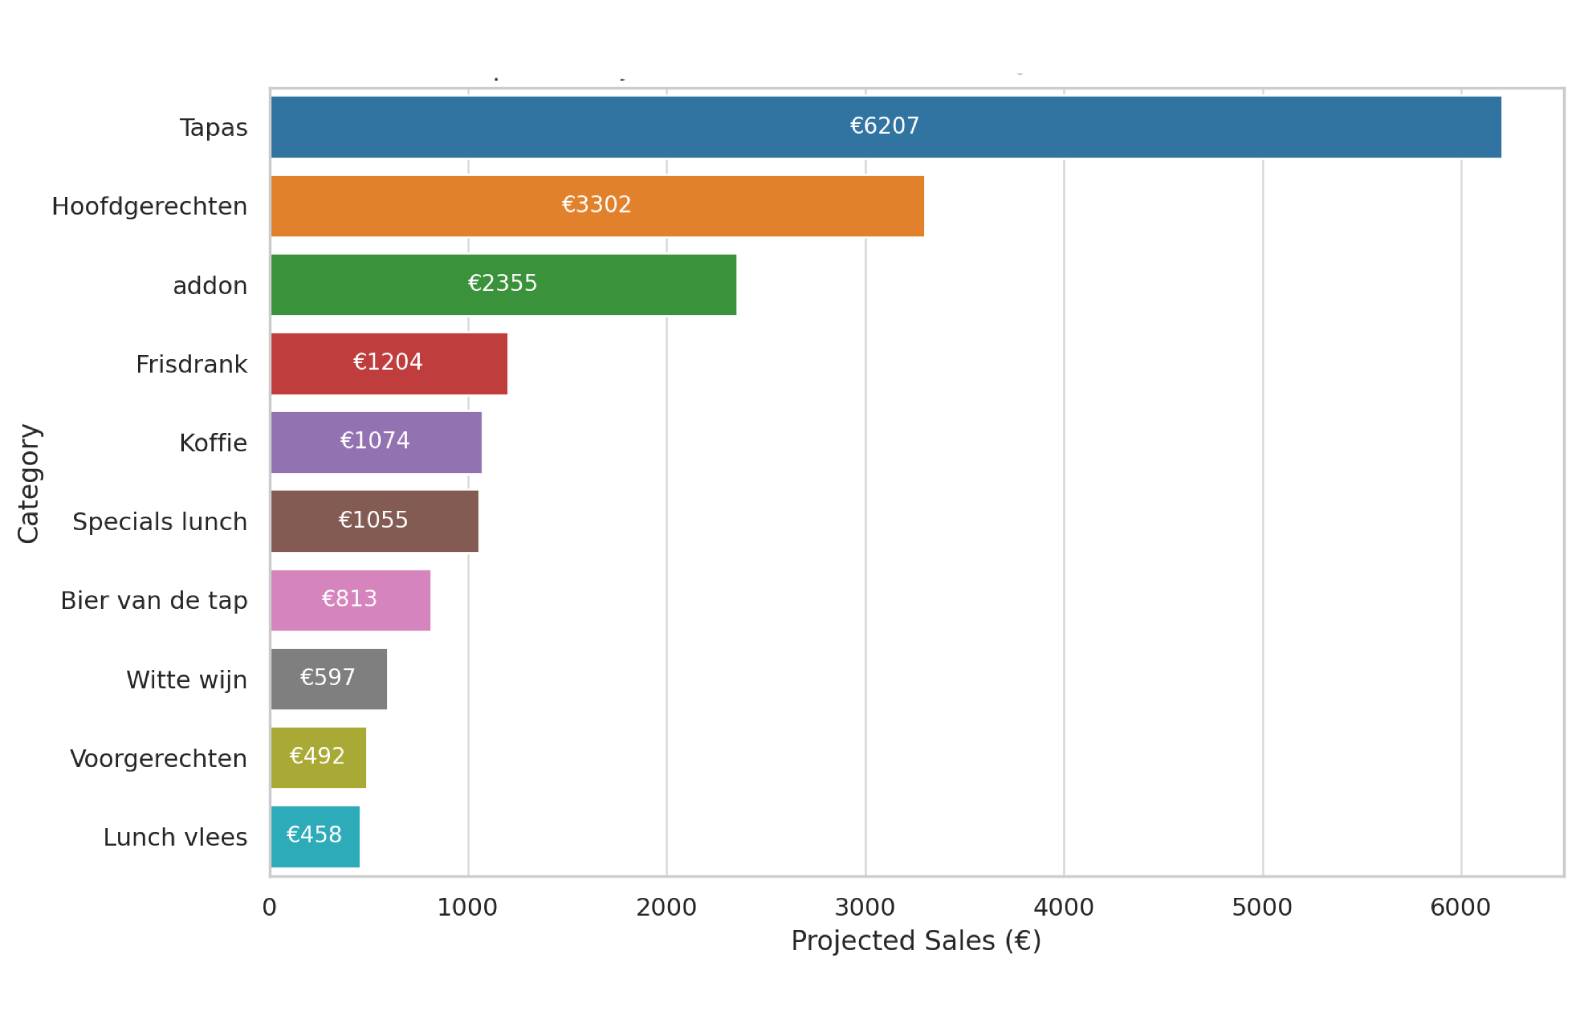 Tapas
€6207
Hoofdgerechten
€3302
addon
€2355
Frisdrank
€1204
Koffie
€1074
Specials lunch
€1055
Bier van de tap
€813
Witte wijn
€597
Voorgerechten
€492
Lunch vlees
€458
Category
0 1000 2000 3000 4000 5000 6000
Projected Sales (€)